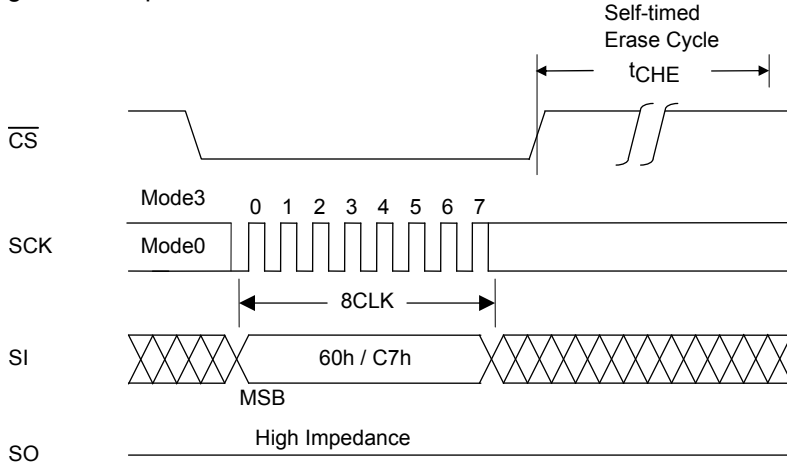 Self-timed
Erase Cycle
tCHE
CS
Mode3
0 1 2 3 4 5 6 7
SCK
Mode0
8CLK
SI
60h / C7h
MSB
High Impedance
SO